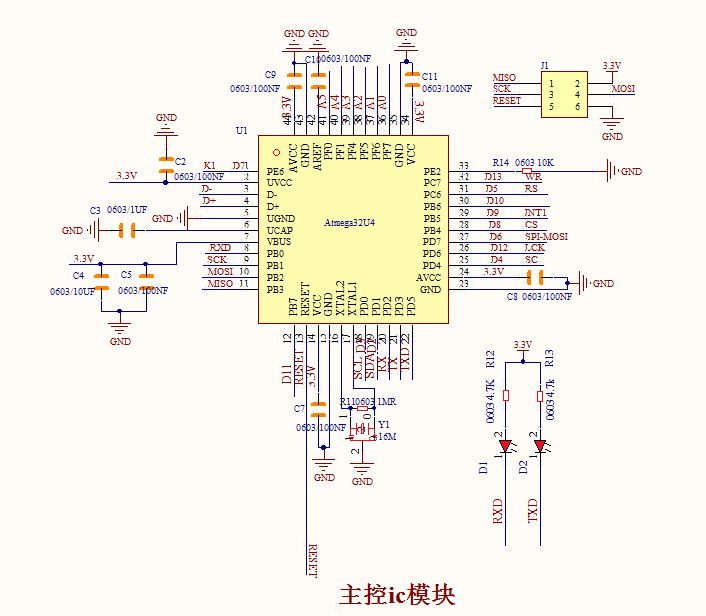 GND GND GND
C9 C10 0603/100NF C11
0603/100NF 0603/100NF
3.3V A5 A4 A3 A2 A1 A0 3.3V
44 43 42 41 40 39 38 37 36 35 34
AVCC GND AREF PF0 PF1 PF4 PF5 PF6 PF7 GND VCC
J1 3.3V
MISO 1 2
SCK 3 4 MOSI
RESET 5 6
GND
GND U1
C2 0603/100NF
K1 D7 1 PE6
3.3V 2 UVCC
D- 3 D-
D+ 4 D+
GND 5 UGND
GND C3 0603/1UF 6 UCAP
7 VBUS
RXD 8 PB0
SCK 9 PB1
MOSI 10 PB2
MISO 11 PB3
3.3V
C4 C5
0603/10UF 0603/100NF
GND
Atmega32U4
PE2 33 R14 0603 10K GND
PC7 32 D13 WR
PC6 31 D5 RS
PB6 30 D10
PB5 29 D9 INT1
PB4 28 D8 CS
PD7 27 D6 SPI-MOSI
PD6 26 D12 LCK
PD4 25 D4 SC
AVCC 24 3.3V
GND 23 GND
C8 0603/100NF
PB7 RESET VCC GND XTAL2 XTAL1 PD0 PD1 PD2 PD3 PD5
12 13 14 15 16 17 18 19 20 21 22
D11 RESET 3.3V SCL SDA RX TX TXD
C7
0603/100NF
GND
R11 0603 1MR
1
Y1
16M
2
GND
RESET
3.3V
R12 R13
0603 4.7K 0603 4.7k
2 2
1 1
D1 D2
RXD TXD
主控ic模块